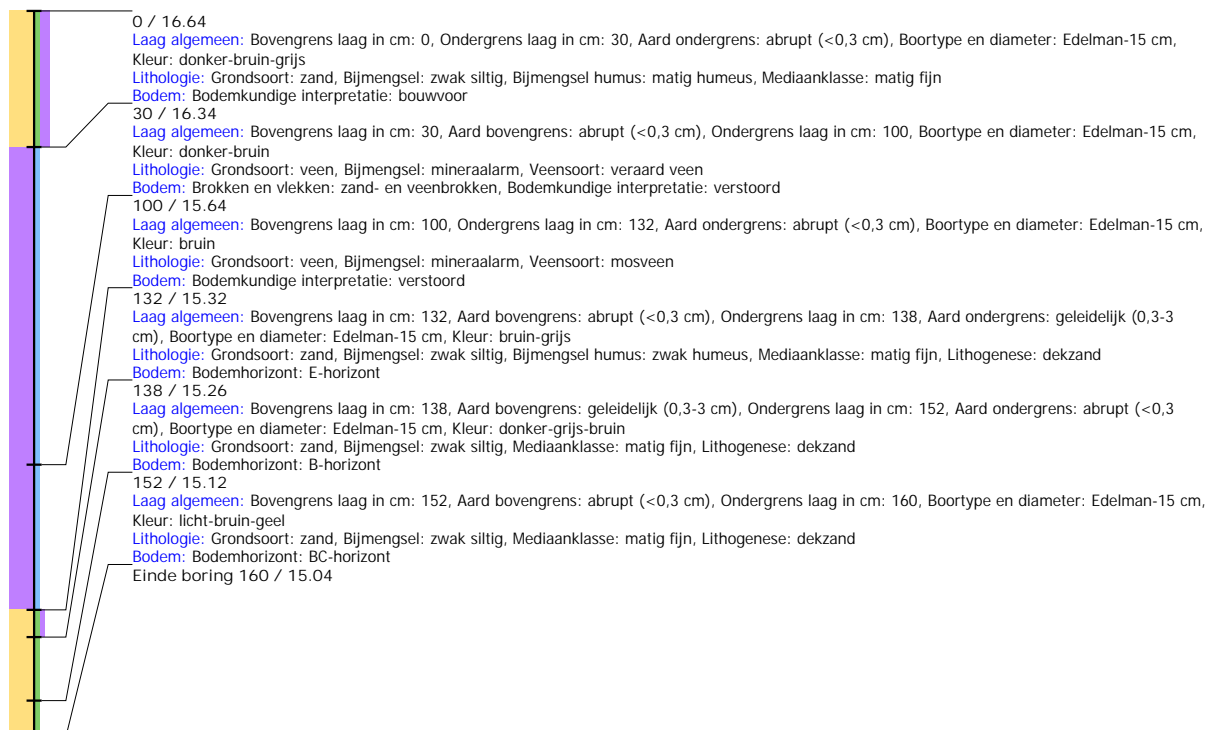 0 / 16.64
Laag algemeen: Bovengrens laag in cm: 0, Ondergrens laag in cm: 30, Aard ondergrens: abrupt (<0,3 cm), Boortype en diameter: Edelman-15 cm,
Kleur: donker-bruin-grijs
Lithologie: Grondsoort: zand, Bijmengsel: zwak siltig, Bijmengsel humus: matig humeus, Mediaanklasse: matig fijn
Bodem: Bodemkundige interpretatie: bouwvoor
30 / 16.34
Laag algemeen: Bovengrens laag in cm: 30, Aard bovengrens: abrupt (<0,3 cm), Ondergrens laag in cm: 100, Boortype en diameter: Edelman-15 cm,
Kleur: donker-bruin
Lithologie: Grondsoort: veen, Bijmengsel: mineraalarm, Veensoort: veraard veen
Bodem: Brokken en vlekken: zand- en veenbrokken, Bodemkundige interpretatie: verstoord
100 / 15.64
Laag algemeen: Bovengrens laag in cm: 100, Ondergrens laag in cm: 132, Aard ondergrens: abrupt (<0,3 cm), Boortype en diameter: Edelman-15 cm,
Kleur: bruin
Lithologie: Grondsoort: veen, Bijmengsel: mineraalarm, Veensoort: mosveen
Bodem: Bodemkundige interpretatie: verstoord
132 / 15.32
Laag algemeen: Bovengrens laag in cm: 132, Aard bovengrens: abrupt (<0,3 cm), Ondergrens laag in cm: 138, Aard ondergrens: geleidelijk (0,3-3
cm), Boortype en diameter: Edelman-15 cm, Kleur: bruin-grijs
Lithologie: Grondsoort: zand, Bijmengsel: zwak siltig, Bijmengsel humus: zwak humeus, Mediaanklasse: matig fijn, Lithogenese: dekzand
Bodem: Bodemhorizont: E-horizont
138 / 15.26
Laag algemeen: Bovengrens laag in cm: 138, Aard bovengrens: geleidelijk (0,3-3 cm), Ondergrens laag in cm: 152, Aard ondergrens: abrupt (<0,3
cm), Boortype en diameter: Edelman-15 cm, Kleur: donker-grijs-bruin
Lithologie: Grondsoort: zand, Bijmengsel: zwak siltig, Mediaanklasse: matig fijn, Lithogenese: dekzand
Bodem: Bodemhorizont: B-horizont
152 / 15.12
Laag algemeen: Bovengrens laag in cm: 152, Aard bovengrens: abrupt (<0,3 cm), Ondergrens laag in cm: 160, Boortype en diameter: Edelman-15 cm,
Kleur: licht-bruin-geel
Lithologie: Grondsoort: zand, Bijmengsel: zwak siltig, Mediaanklasse: matig fijn, Lithogenese: dekzand
Bodem: Bodemhorizont: BC-horizont
Einde boring 160 / 15.04